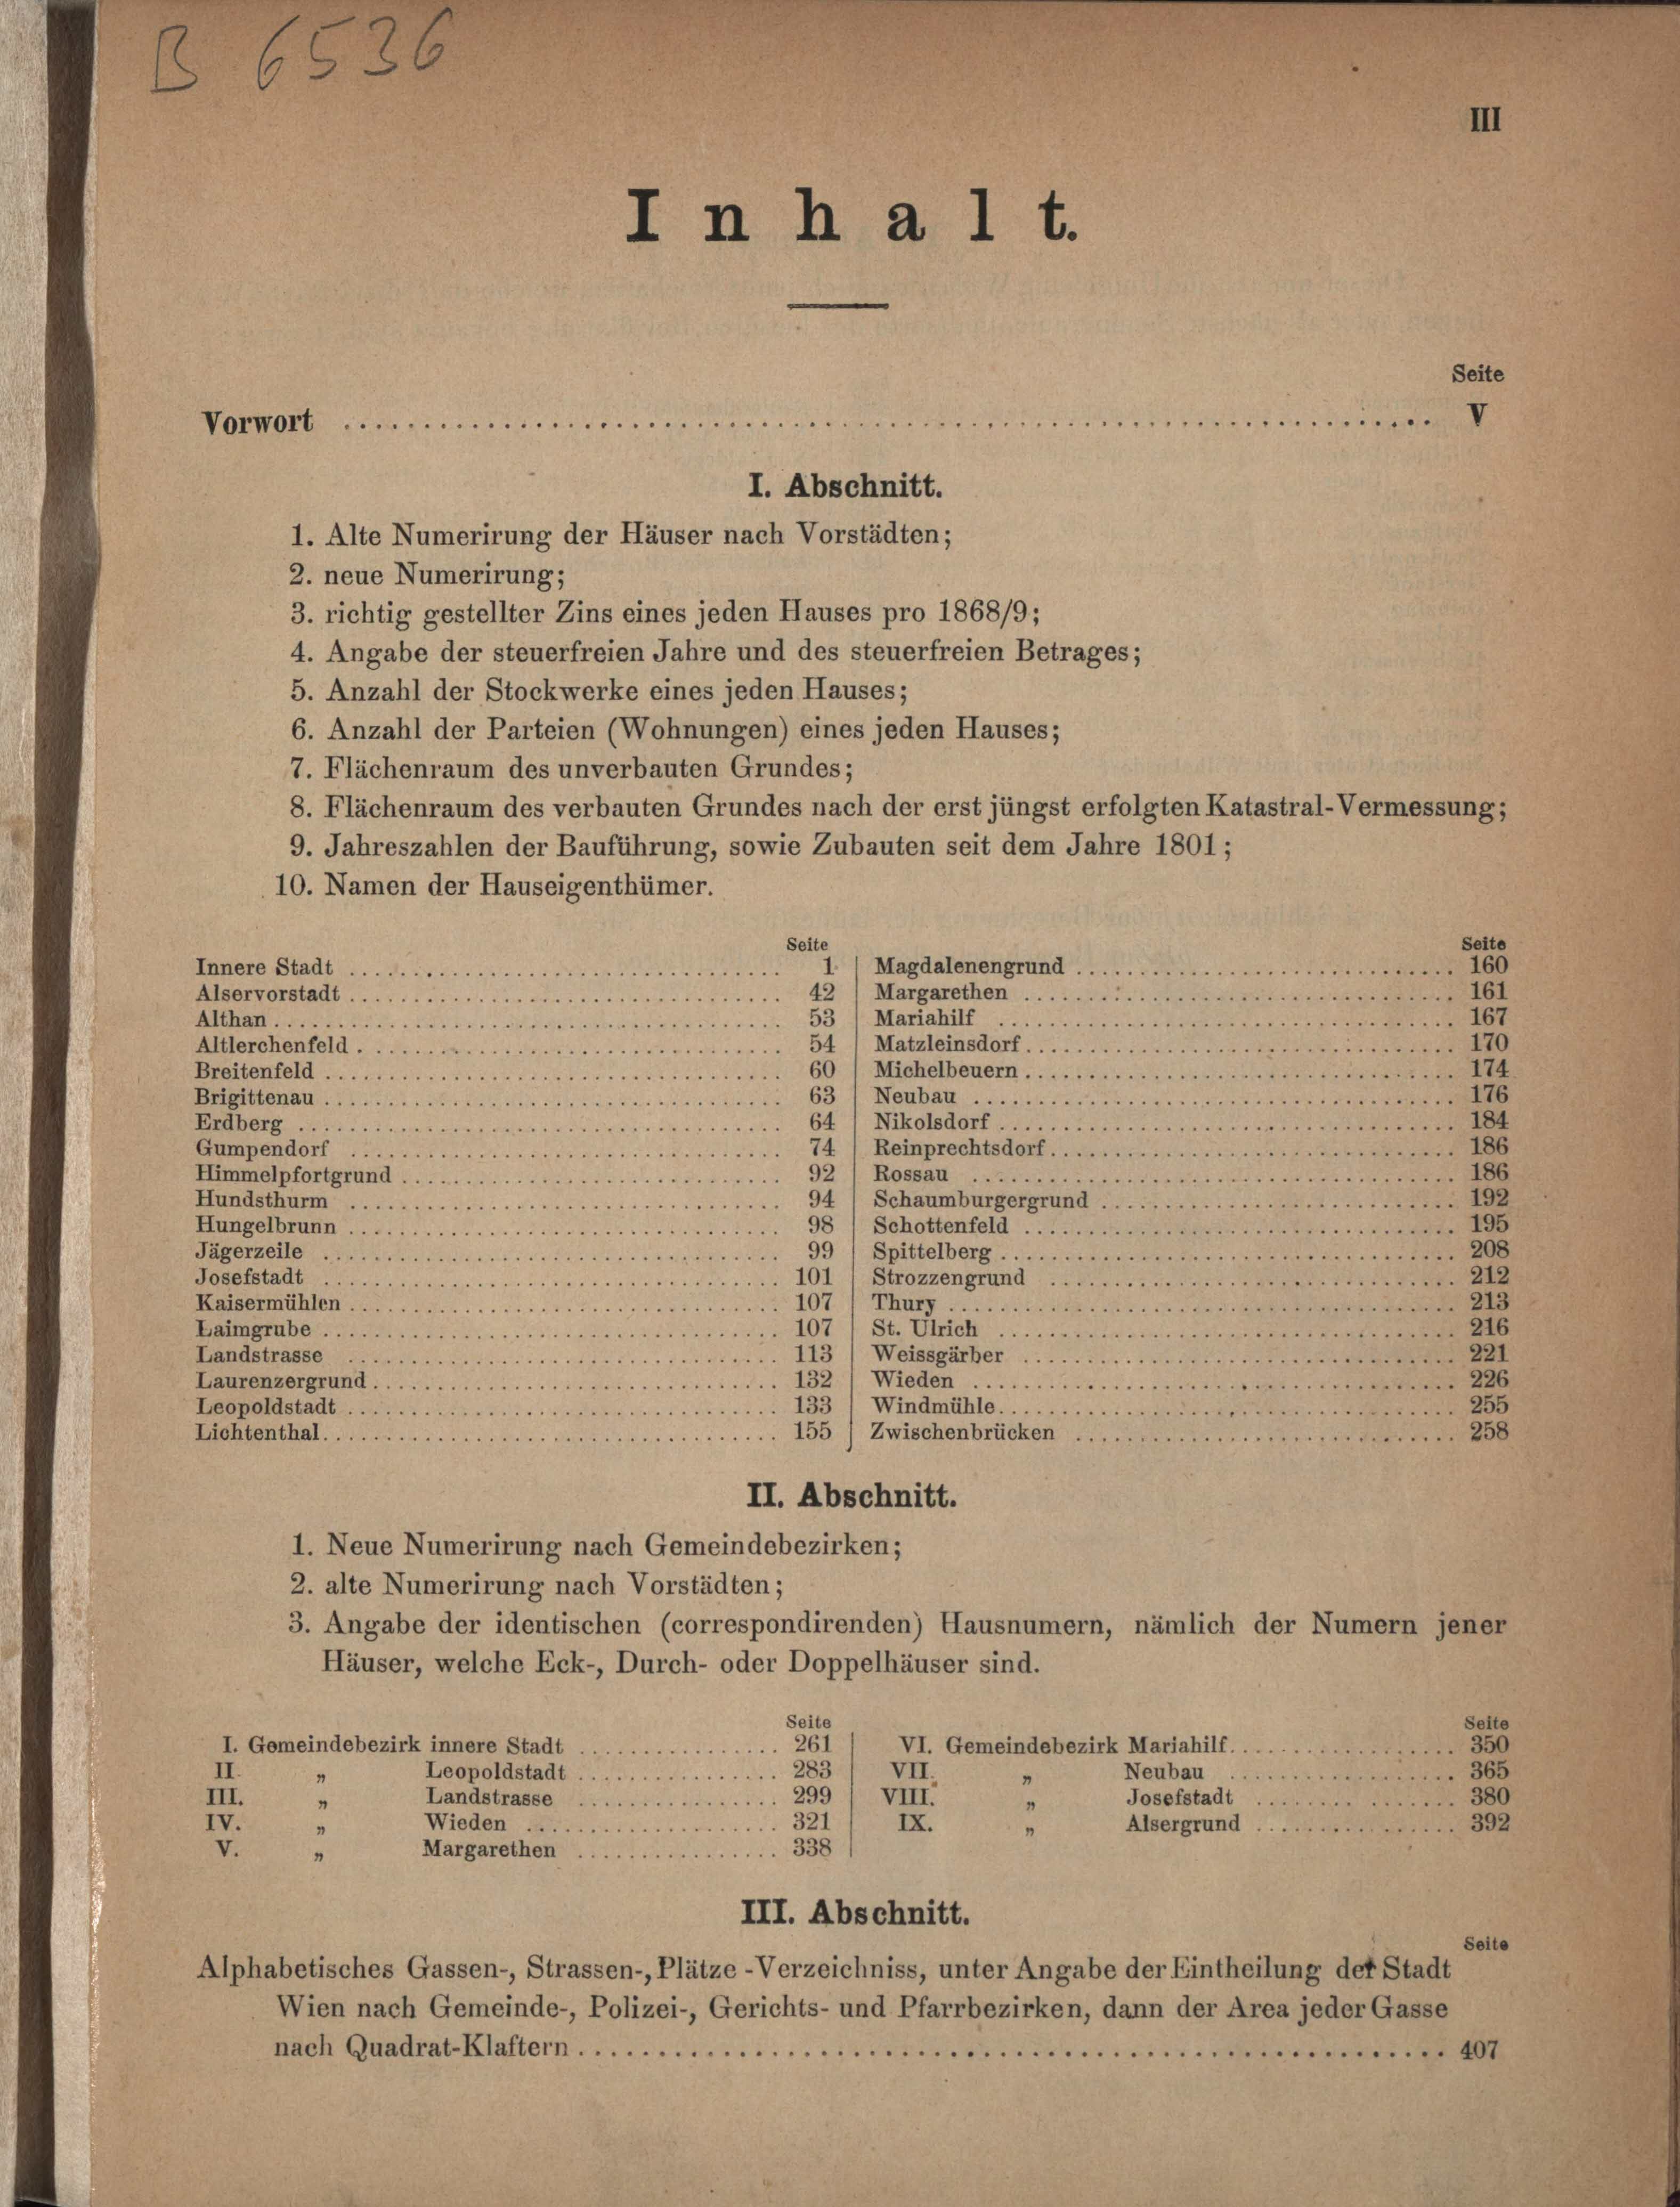 B 6536
III
Inhalt.
Seite
Vorwort .......... V
I. Abschnitt.
1. Alte Numerirung der Häuser nach Vorstädten;
2. neue Numerirung;
3. richtig gestellter Zins eines jeden Hauses pro 1868/9;
4. Angabe der steuerfreien Jahre und des steuerfreien Betrages;
5. Anzahl der Stockwerke eines jeden Hauses;
6. Anzahl der Parteien (Wohnungen) eines jeden Hauses;
7. Flächenraum des unverbauten Grundes;
8. Flächenraum des verbauten Grundes nach der erst jüngst erfolgten Katastral-Vermessung;
9. Jahreszahlen der Bauführung, sowie Zubauten seit dem Jahre 1801;
10. Namen der Hauseigenthümer.
Seite
Innere Stadt .......... 1
Alservorstadt .......... 42
Althan .......... 53
Altlerchenfeld .......... 54
Breitenfeld .......... 60
Brigittenau .......... 63
Erdberg .......... 64
Gumpendorf .......... 74
Himmelpfortgrund .......... 92
Hundsthurm .......... 94
Hungelbrunn .......... 98
Jägerzeile .......... 99
Josefstadt .......... 101
Kaisermühlen .......... 107
Laimgrube .......... 107
Landstrasse .......... 113
Laurenzergrund .......... 132
Leopoldstadt .......... 133
Lichtenthal .......... 155
Seite
Magdalenengrund .......... 160
Margarethen .......... 161
Mariahilf .......... 167
Matzleinsdorf .......... 170
Michelbeuern .......... 174
Neubau .......... 176
Nikolsdorf .......... 184
Reinprechtsdorf .......... 186
Rossau .......... 186
Schaumburgergrund .......... 192
Schottenfeld .......... 195
Spittelberg .......... 208
Strozzengrund .......... 212
Thury .......... 213
St. Ulrich .......... 216
Weissgärber .......... 221
Wieden .......... 226
Windmühle .......... 255
Zwischenbrücken .......... 258
II. Abschnitt.
1. Neue Numerirung nach Gemeindebezirken;
2. alte Numerirung nach Vorstädten;
3. Angabe der identischen (correspondirenden) Hausnumern, nämlich der Numern jener
Häuser, welche Eck-, Durch- oder Doppelhäuser sind.
Seite
I. Gemeindebezirk innere Stadt .......... 261
II. „ Leopoldstadt .......... 283
III. „ Landstrasse .......... 299
IV. „ Wieden .......... 321
V. „ Margarethen .......... 338
Seite
VI. Gemeindebezirk Mariahilf .......... 350
VII. „ Neubau .......... 365
VIII. „ Josefstadt .......... 380
IX. „ Alsergrund .......... 392
III. Abschnitt.
Seite
Alphabetisches Gassen-, Strassen-, Plätze-Verzeichniss, unter Angabe der Eintheilung der Stadt
Wien nach Gemeinde-, Polizei-, Gerichts- und Pfarrbezirken, dann der Area jeder Gasse
nach Quadrat-Klaftern .......... 407